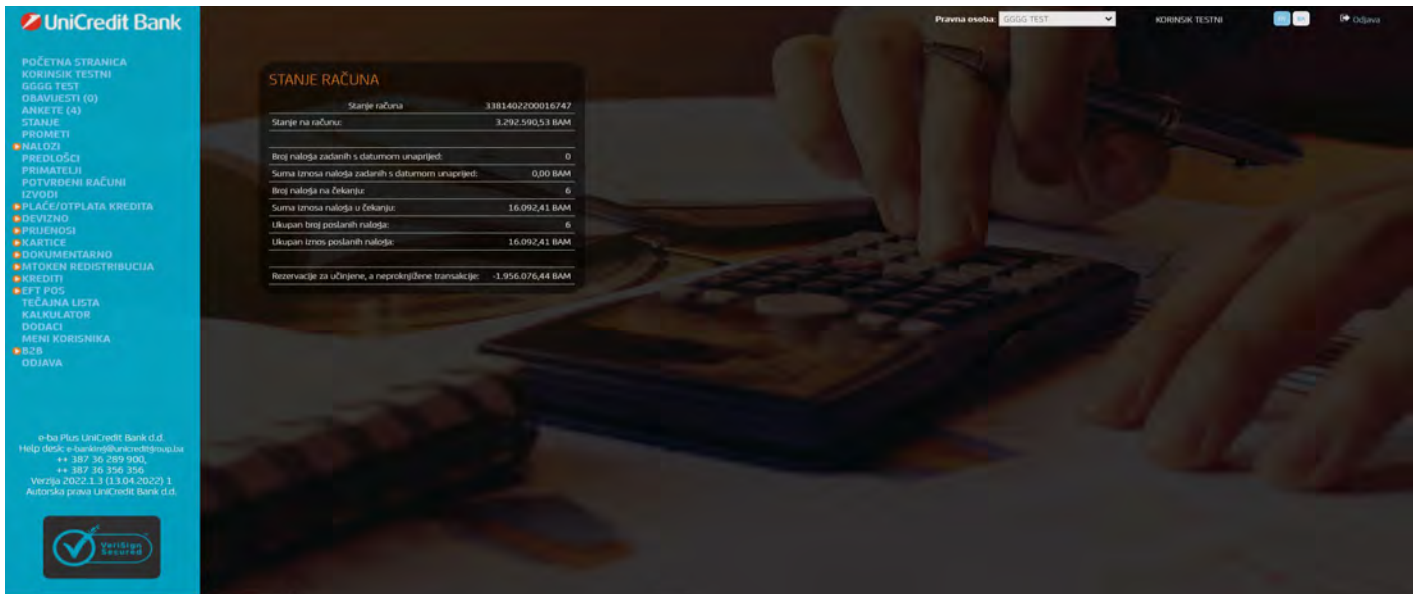 UniCredit Bank
Pravna osoba: GGGG TEST
KORINSIK TESTNI
Odjava
POČETNA STRANICA
KORINSIK TESTNI
GGGG TEST
OBAVIJESTI (0)
ANKETE (4)
STANJE
PROMETI
NALOZI
PREDLOŠCI
PRIMATELJI
POTVRĐENI RAČUNI
IZVODI
PLAĆE/OTPLATA KREDITA
DEVIZNO
PRIJENOSI
KARTICE
DOKUMENTARNO
MTOKEN REDISTRIBUCIJA
KREDITI
EFT POS
TEČAJNA LISTA
KALKULATOR
DODACI
MENI KORISNIKA
B2B
ODJAVA
e-ba Plus UniCredit Bank d.d.
Help desk: e-banking@unicreditgroup.ba
++ 387 36 289 900,
++ 387 36 356 356
Verzija 2022.1.3 (13.04.2022) 1
Autorska prava UniCredit Bank d.d.
VeriSign
Secured
STANJE RAČUNA
Stanje računa 3381402200016747
Stanje na računu: 3.292.590,53 BAM
Broj naloga zadanih s datumom unaprijed: 0
Suma iznosa naloga zadanih s datumom unaprijed: 0,00 BAM
Broj naloga na čekanju: 6
Suma iznosa naloga u čekanju: 16.092,41 BAM
Ukupan broj poslanih naloga: 6
Ukupan iznos poslanih naloga: 16.092,41 BAM
Rezervacije za učinjene, a neproknjižene transakcije: -1.956.076,44 BAM